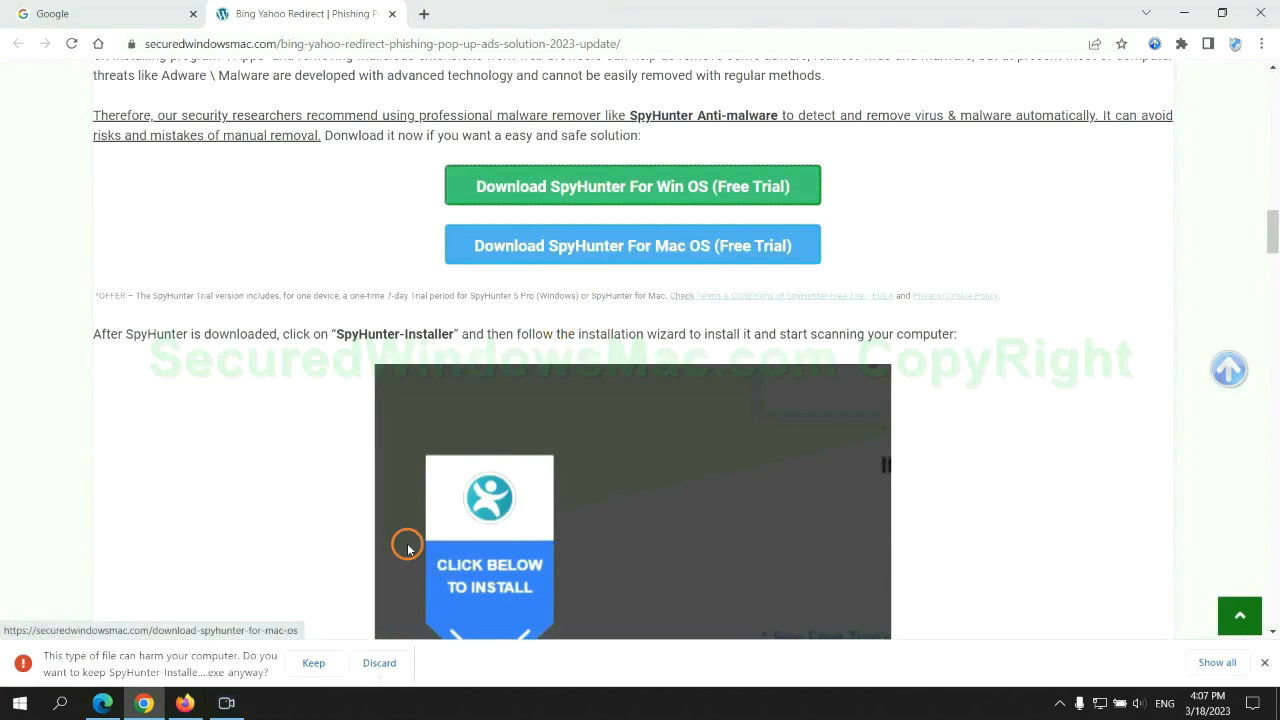 Google
Bing Yahoo Redirect | Phishing P
securedwindowsmac.com/bing-yahoo-redirect-phishing-pop-up-ads-solution-2023-update/
threats like Adware \ Malware are developed with advanced technology and cannot be easily removed with regular methods.
Therefore, our security researchers recommend using professional malware remover like SpyHunter Anti-malware to detect and remove virus & malware automatically. It can avoid
risks and mistakes of manual removal. Donwload it now if you want a easy and safe solution:
Download SpyHunter For Win OS (Free Trial)
Download SpyHunter For Mac OS (Free Trial)
*OFFER – The SpyHunter Trial version includes, for one device, a one-time 7-day Trial period for SpyHunter 5 Pro (Windows) or SpyHunter for Mac. Check Terms & Conditions of SpyHunter Free Trial, EULA and Privacy/Cookie Policy.
After SpyHunter is downloaded, click on “SpyHunter-Installer” and then follow the installation wizard to install it and start scanning your computer:
SecuredWindowsMac.com CopyRight
CLICK BELOW
TO INSTALL
https://securedwindowsmac.com/download-spyhunter-for-mac-os
This type of file can harm your computer. Do you
want to keep SpyHunter-Installe....exe anyway?
Keep
Discard
Show all
ENG
4:07 PM
3/18/2023